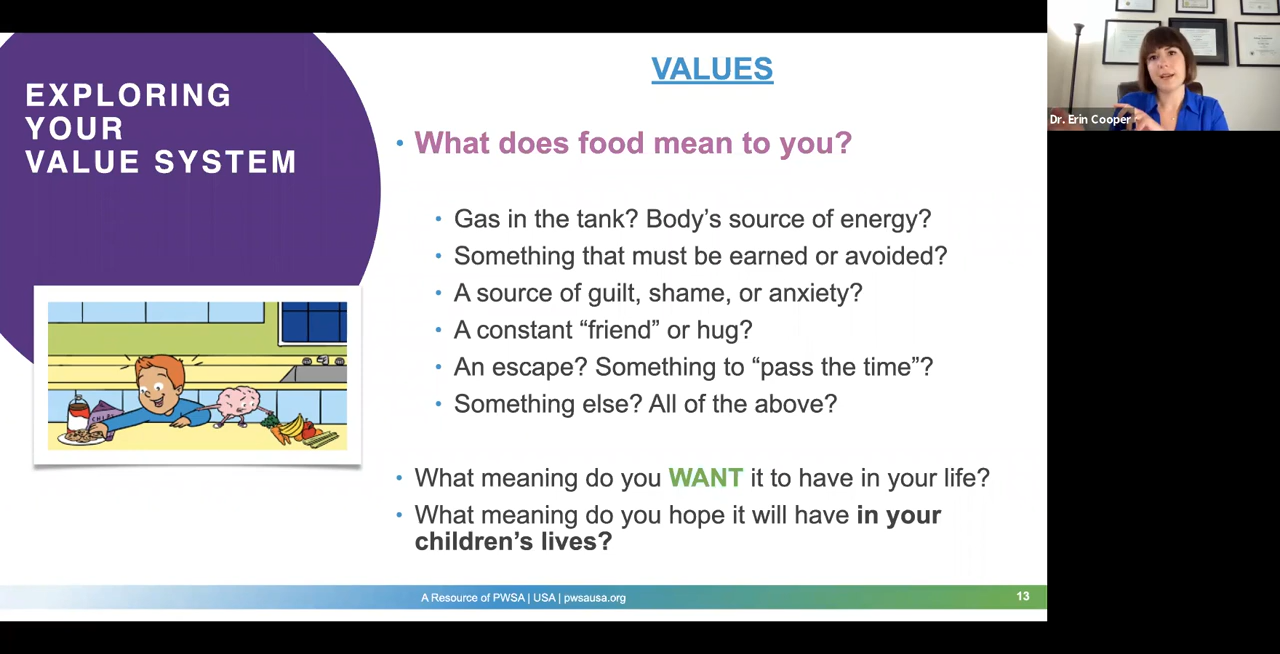 EXPLORING
YOUR
VALUE SYSTEM
VALUES
• What does food mean to you?
• Gas in the tank? Body’s source of energy?
• Something that must be earned or avoided?
• A source of guilt, shame, or anxiety?
• A constant “friend” or hug?
• An escape? Something to “pass the time”?
• Something else? All of the above?
• What meaning do you WANT it to have in your life?
• What meaning do you hope it will have in your
children’s lives?
A Resource of PWSA | USA | pwsausa.org
13
Dr. Erin Cooper